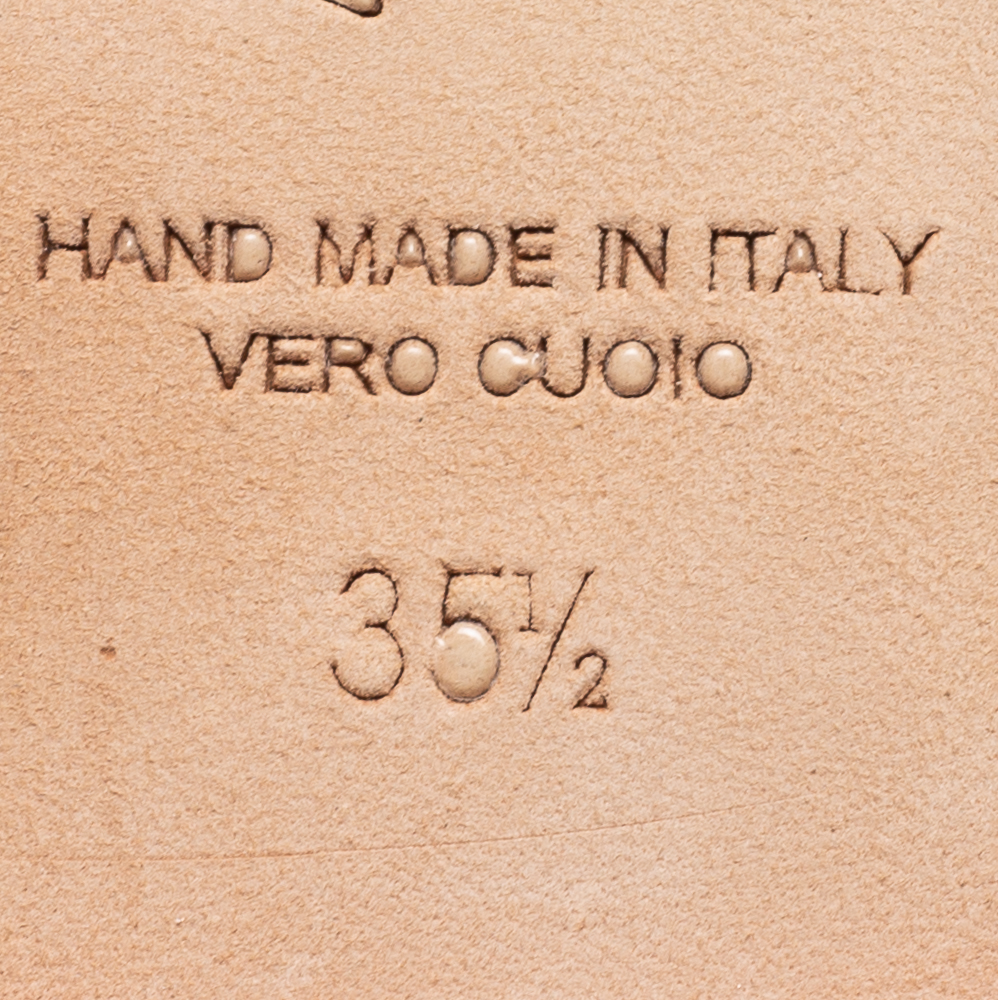 HAND MADE IN ITALY
VERO CUOIO
35½